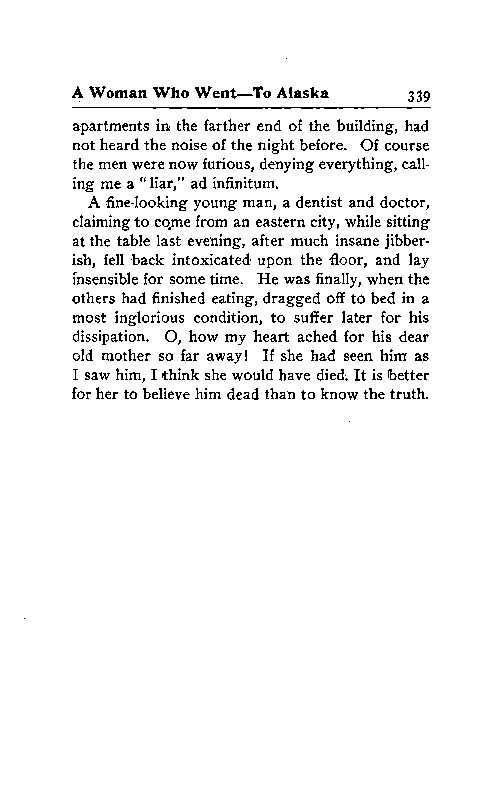 A Woman Who Went—To Alaska 339
apartments in the farther end of the building, had
not heard the noise of the night before. Of course
the men were now furious, denying everything, call-
ing me a "liar," ad infinitum.
A fine-looking young man, a dentist and doctor,
claiming to come from an eastern city, while sitting
at the table last evening, after much insane jibber-
ish, fell back intoxicated upon the floor, and lay
insensible for some time. He was finally, when the
others had finished eating, dragged off to bed in a
most inglorious condition, to suffer later for his
dissipation. O, how my heart ached for his dear
old mother so far away! If she had seen him as
I saw him, I think she would have died. It is better
for her to believe him dead than to know the truth.